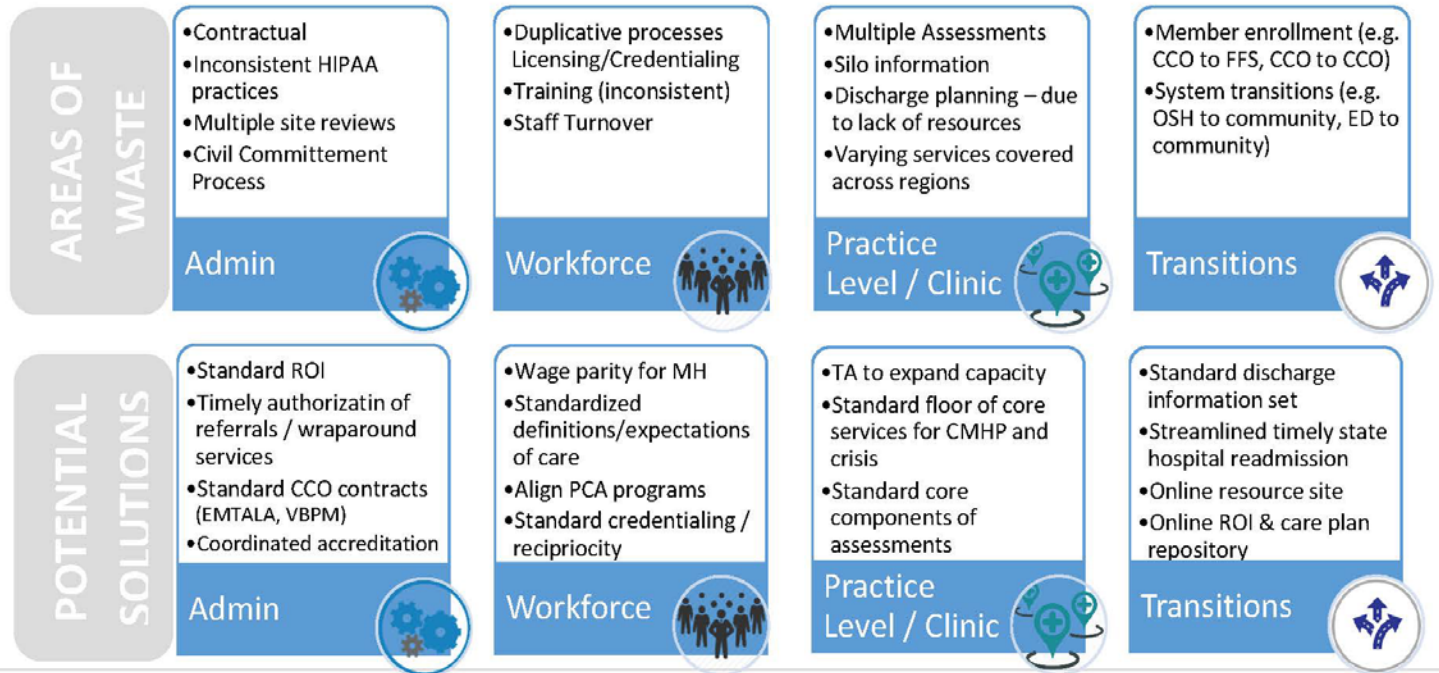 AREAS OF
WASTE
•Contractual
•Inconsistent HIPAA
practices
•Multiple site reviews
•Civil Committement
Process
Admin
•Duplicative processes
Licensing/Credentialing
•Training (inconsistent)
•Staff Turnover
Workforce
•Multiple Assessments
•Silo information
•Discharge planning – due
to lack of resources
•Varying services covered
across regions
Practice
Level / Clinic
•Member enrollment (e.g.
CCO to FFS, CCO to CCO)
•System transitions (e.g.
OSH to community, ED to
community)
Transitions
POTENTIAL
SOLUTIONS
•Standard ROI
•Timely authorizatin of
referrals / wraparound
services
•Standard CCO contracts
(EMTALA, VBPM)
•Coordinated accreditation
Admin
•Wage parity for MH
•Standardized
definitions/expectations
of care
•Align PCA programs
•Standard credentialing /
reciprocity
Workforce
•TA to expand capacity
•Standard floor of core
services for CMHP and
crisis
•Standard core
components of
assessments
Practice
Level / Clinic
•Standard discharge
information set
•Streamlined timely state
hospital readmission
•Online resource site
•Online ROI & care plan
repository
Transitions